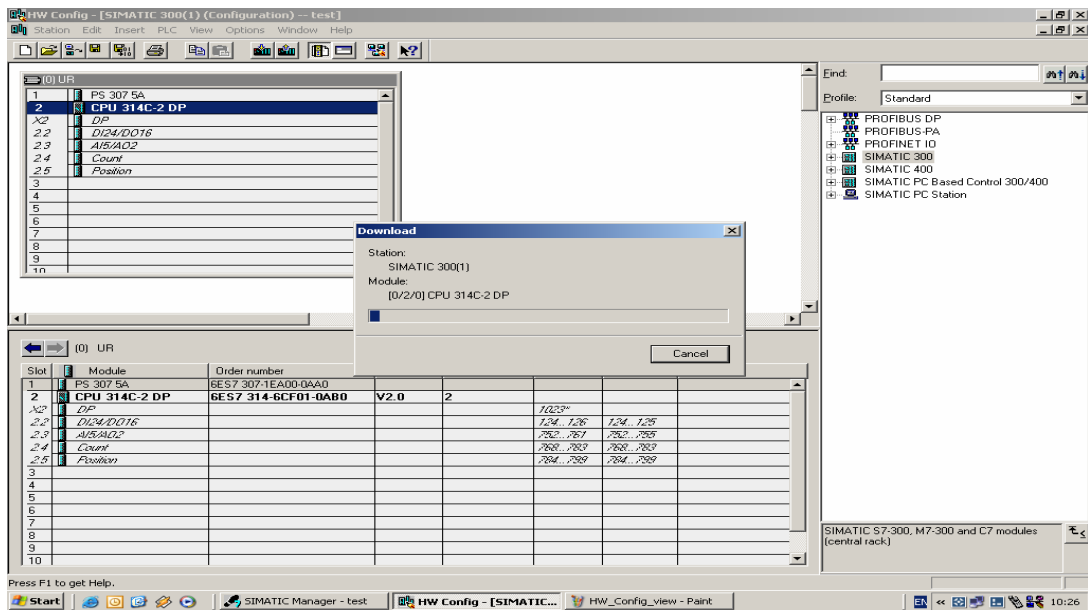 HW Config - [SIMATIC 300(1) (Configuration) -- test]
Station Edit Insert PLC View Options Window Help
(0) UR
1 PS 307 5A
2 CPU 314C-2 DP
X2 DP
2.2 DI24/DO16
2.3 AI5/AO2
2.4 Count
2.5 Position
3
4
5
6
7
8
9
10
Find:
Profile: Standard
PROFIBUS DP
PROFIBUS-PA
PROFINET IO
SIMATIC 300
SIMATIC 400
SIMATIC PC Based Control 300/400
SIMATIC PC Station
Download
Station:
SIMATIC 300(1)
Module:
[0/2/0] CPU 314C-2 DP
Cancel
(0) UR
Slot Module Order number
1 PS 307 5A 6ES7 307-1EA00-0AA0
2 CPU 314C-2 DP 6ES7 314-6CF01-0AB0 V2.0 2
X2 DP 1023*
2.2 DI24/DO16 124...126 124...125
2.3 AI5/AO2 752...761 752...755
2.4 Count 768...783 768...783
2.5 Position 784...799 784...799
3
4
5
6
7
8
9
10
SIMATIC S7-300, M7-300 and C7 modules
(central rack)
Press F1 to get Help.
Start SIMATIC Manager - test HW Config - [SIMATIC... HW_Config_view - Paint EN « 10:26